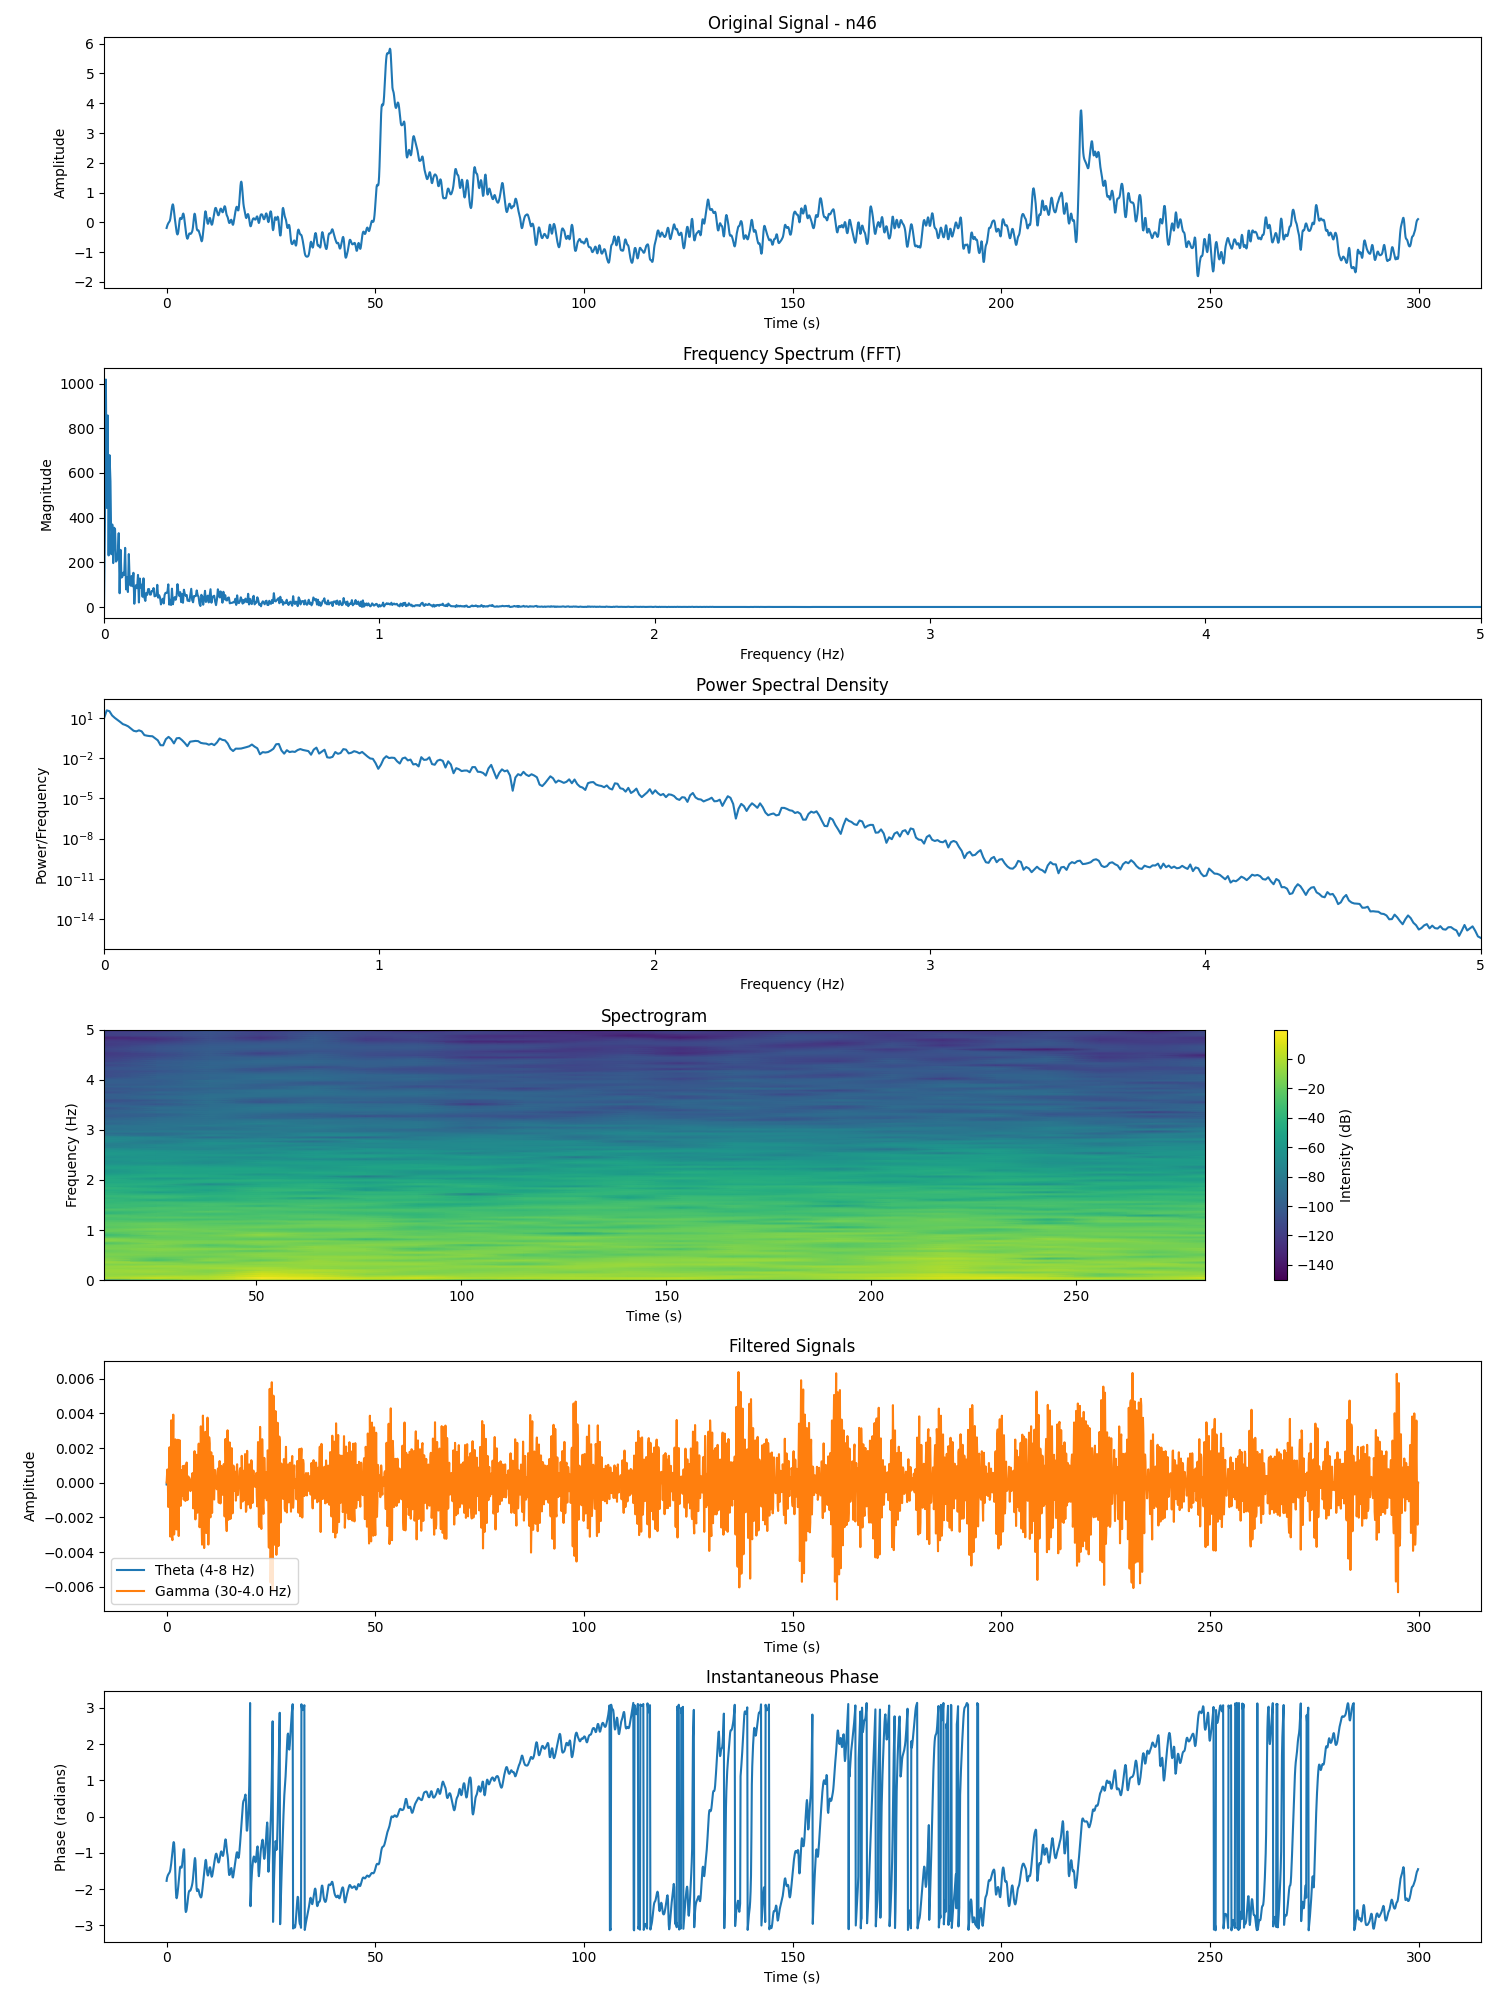 Original Signal - n46
6
5
4
3
2
1
0
−1
−2
Amplitude
0 50 100 150 200 250 300
Time (s)
Frequency Spectrum (FFT)
1000
800
600
400
200
0
Magnitude
0 1 2 3 4 5
Frequency (Hz)
Power Spectral Density
10^1
10^−2
10^−5
10^−8
10^−11
10^−14
Power/Frequency
0 1 2 3 4 5
Frequency (Hz)
Spectrogram
5
4
3
2
1
0
Frequency (Hz)
50 100 150 200 250
Time (s)
0
−20
−40
−60
−80
−100
−120
−140
Intensity (dB)
Filtered Signals
0.006
0.004
0.002
0.000
−0.002
−0.004
−0.006
Amplitude
Theta (4-8 Hz)
Gamma (30-4.0 Hz)
0 50 100 150 200 250 300
Time (s)
Instantaneous Phase
3
2
1
0
−1
−2
−3
Phase (radians)
0 50 100 150 200 250 300
Time (s)